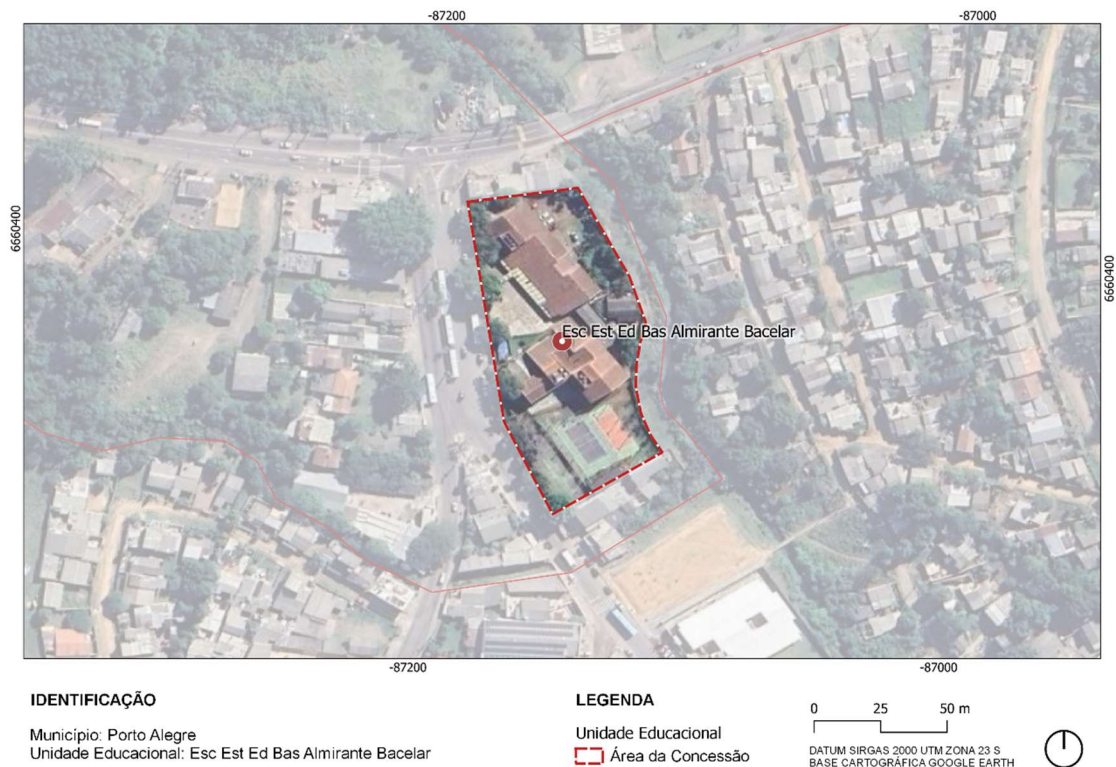 -87200
-87000
6660400
6660400
Esc Est Ed Bas Almirante Bacelar
-87200
-87000
IDENTIFICAÇÃO
Município: Porto Alegre
Unidade Educacional: Esc Est Ed Bas Almirante Bacelar
LEGENDA
Unidade Educacional
Área da Concessão
0 25 50 m
DATUM SIRGAS 2000 UTM ZONA 23 S
BASE CARTOGRÁFICA GOOGLE EARTH